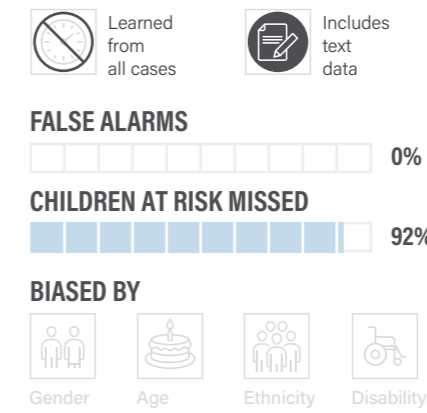 Learned
from
all cases
Includes
text
data
FALSE ALARMS
0%
CHILDREN AT RISK MISSED
92%
BIASED BY
Gender
Age
Ethnicity
Disability